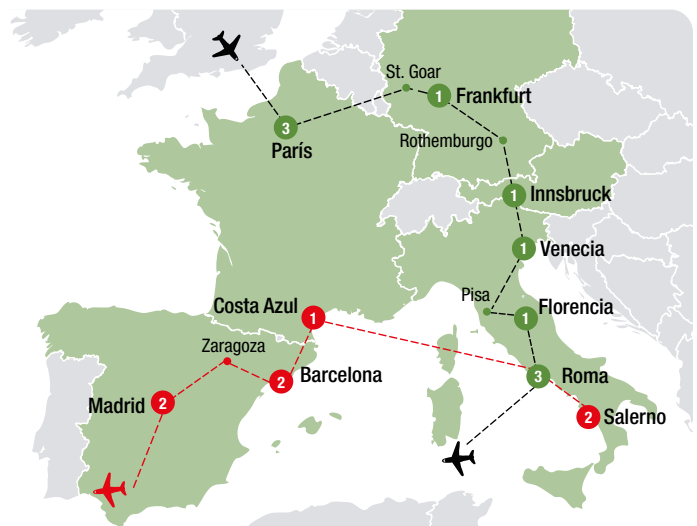 St. Goar
1 Frankfurt
3
París
Rothemburgo
1 Innsbruck
1 Venecia
Pisa
1 Florencia
Costa Azul 1
Zaragoza
3 Roma
2 Barcelona
Madrid 2
2 Salerno